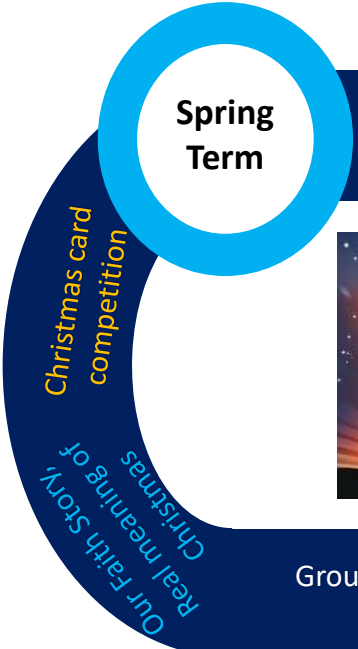 Spring
Term
Christmas card
competition
Our Faith Story,
Real meaning of
Christmas